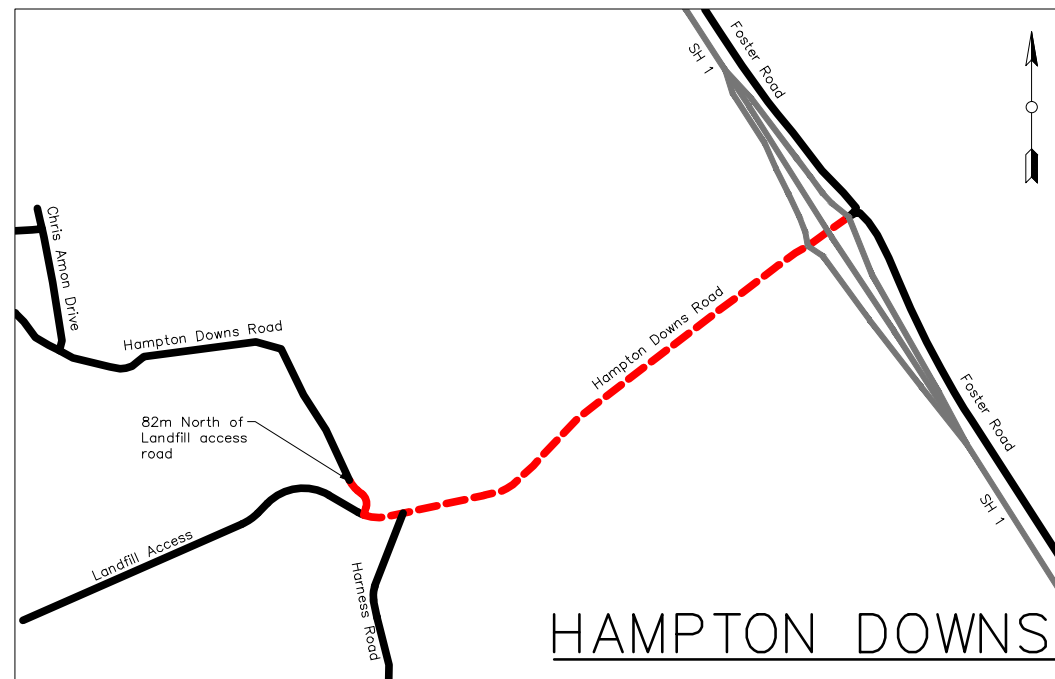 SH 1
Foster Road
Chris Amon Drive
Hampton Downs Road
Hampton Downs Road
82m North of
Landfill access
road
Foster Road
SH 1
Landfill Access
Harness Road
HAMPTON DOWNS